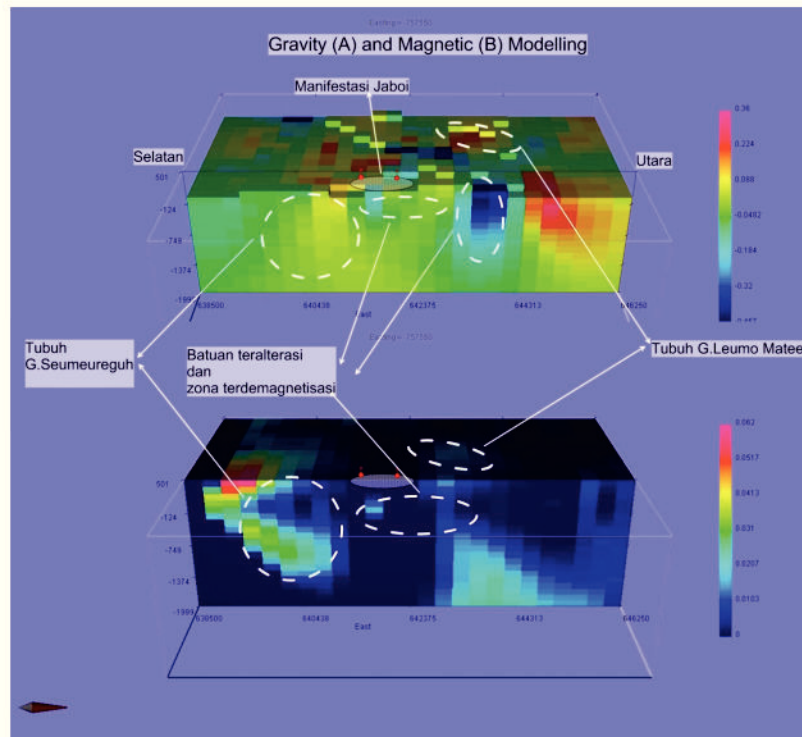 Gravity (A) and Magnetic (B) Modelling
Manifestasi Jaboi
Selatan
Utara
501
-124
-749
-1374
-1999
638500
640438
642375
644313
646250
East
0.36
0.224
0.088
-0.0482
-0.184
-0.32
-0.457
Tubuh
G.Seumeureguh
Batuan teralterasi
dan
zona terdemagnetisasi
Tubuh G.Leumo Matee
501
-124
-749
-1374
-1999
638500
640438
642375
644313
646250
East
0.062
0.0517
0.0413
0.031
0.0207
0.0103
0